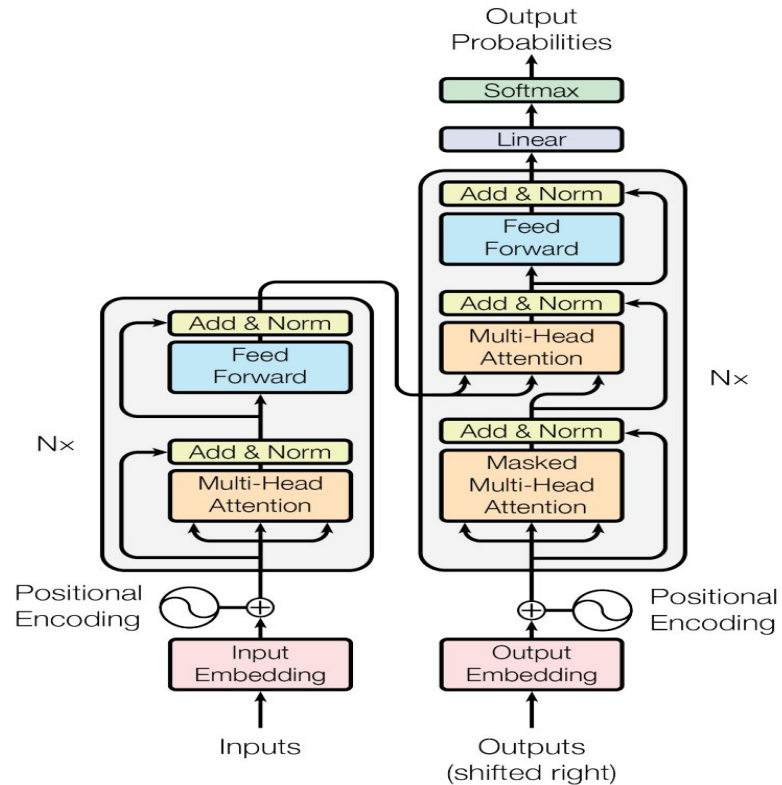 Output
Probabilities
Softmax
Linear
Add & Norm
Feed
Forward
Add & Norm
Multi-Head
Attention
Nx
Add & Norm
Masked
Multi-Head
Attention
Add & Norm
Feed
Forward
Nx
Add & Norm
Multi-Head
Attention
Positional
Encoding
Positional
Encoding
Input
Embedding
Output
Embedding
Inputs
Outputs
(shifted right)